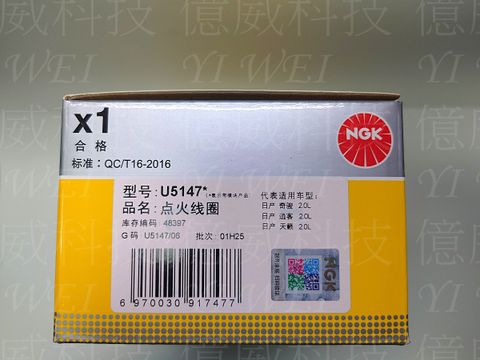 億威科技
YI WEI
x1
合格
标准：QC/T16-2016
NGK
型号：U5147*
品名：点火线圈
库存编码 48397
G码 U5147/06 批次 01H25
代表适用车型：
日产 奇骏 2.0L
日产 逍客 2.0L
日产 天籁 2.0L
6 970030 917477
NGK